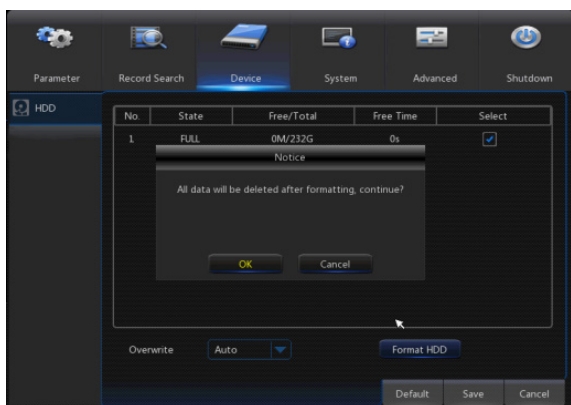 Parameter Record Search Device System Advanced Shutdown
HDD
No. State Free/Total Free Time Select
1 FULL 0M/232G 0s
Notice
All data will be deleted after formatting, continue?
OK Cancel
Overwrite Auto Format HDD
Default Save Cancel